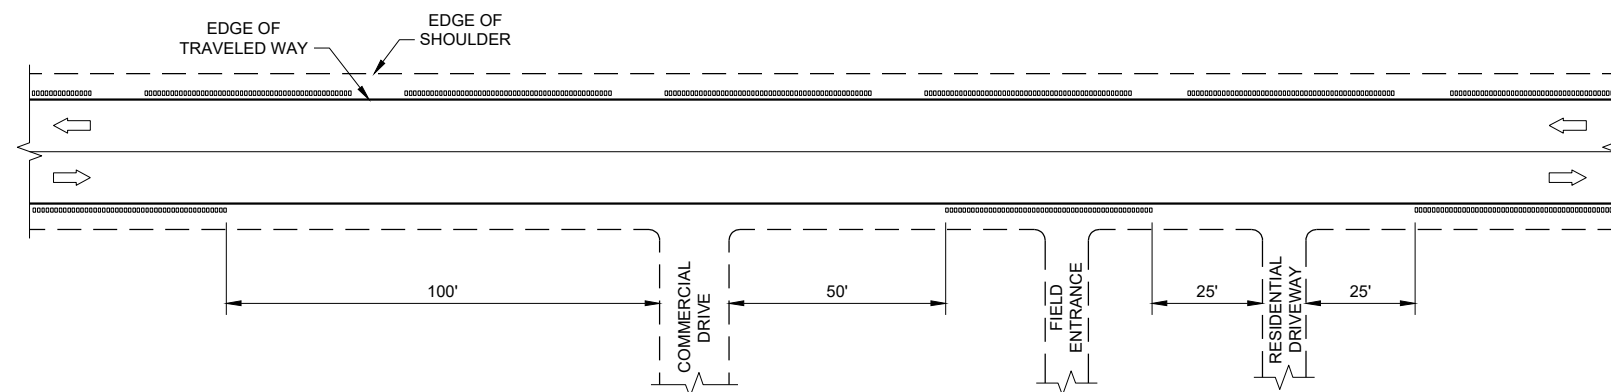 EDGE OF
TRAVELED WAY
EDGE OF
SHOULDER
100'
COMMERCIAL
DRIVE
50'
FIELD
ENTRANCE
25'
RESIDENTIAL
DRIVEWAY
25'